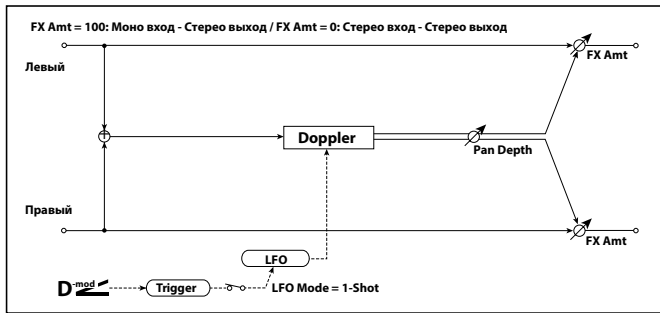 FX Amt = 100: Моно вход - Стерео выход / FX Amt = 0: Стерео вход - Стерео выход
Левый
FX Amt
Doppler
Pan Depth
Правый
FX Amt
LFO
D-mod
Trigger
LFO Mode = 1-Shot